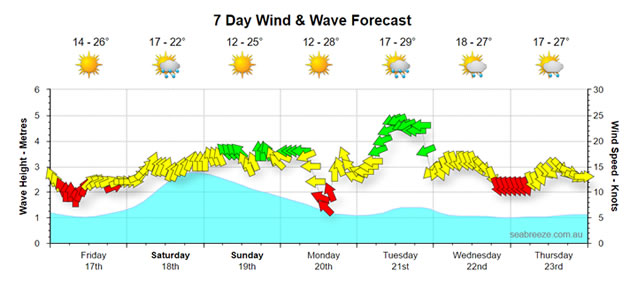 7 Day Wind & Wave Forecast
14 - 26° 17 - 22° 12 - 25° 12 - 28° 17 - 29° 18 - 27° 17 - 27°
Wave Height - Metres
6
5
4
3
2
1
0
30
25
20
15
10
5
0
Wind Speed - Knots
seabreeze.com.au
Friday Saturday Sunday Monday Tuesday Wednesday Thursday
17th 18th 19th 20th 21st 22nd 23rd